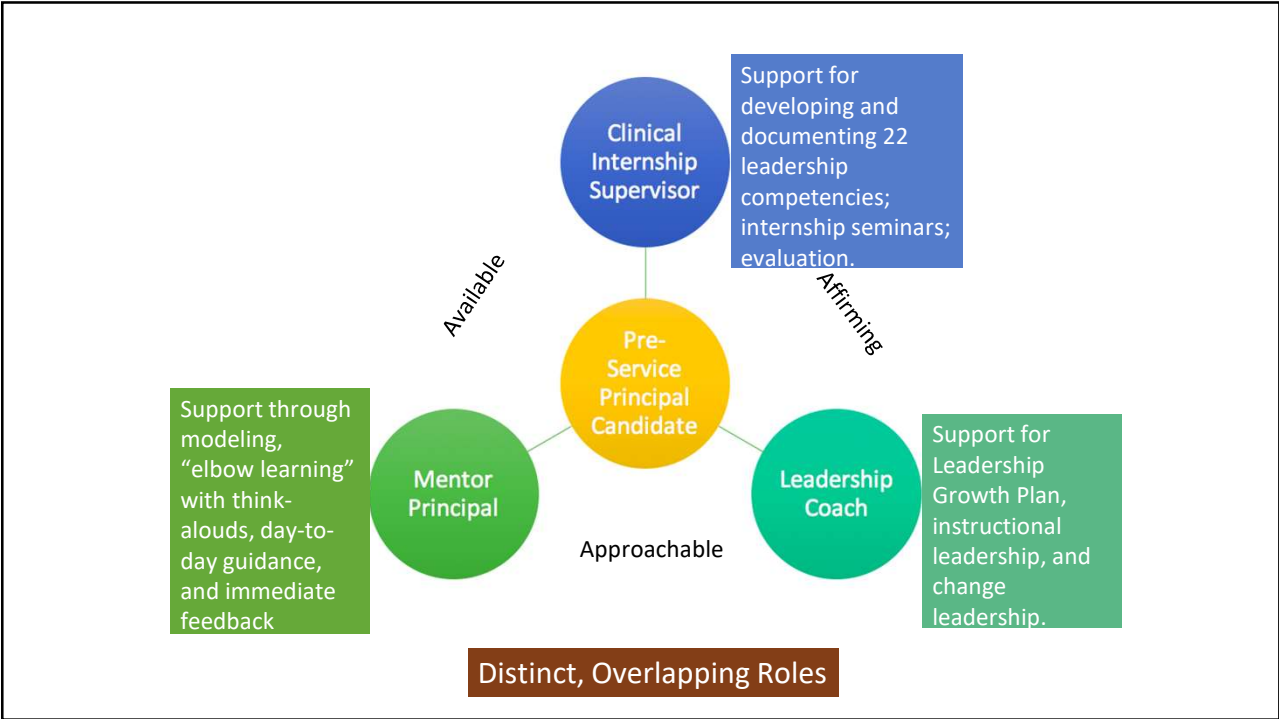 Clinical
Internship
Supervisor
Support for
developing and
documenting 22
leadership
competencies;
internship seminars;
evaluation.
Available
Affirming
Pre-
Service
Principal
Candidate
Support through
modeling,
“elbow learning”
with think-
alouds, day-to-
day guidance,
and immediate
feedback
Mentor
Principal
Approachable
Leadership
Coach
Support for
Leadership
Growth Plan,
instructional
leadership, and
change
leadership.
Distinct, Overlapping Roles